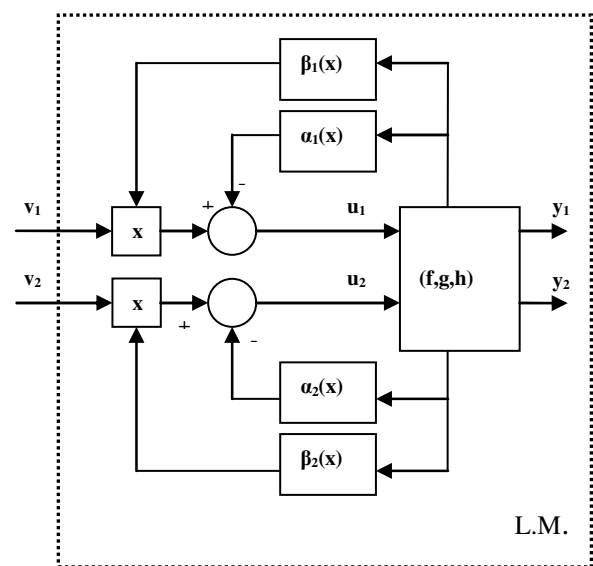 β₁(x)
α₁(x)
-
+
v₁
x
u₁
y₁
(f,g,h)
v₂
x
u₂
y₂
+
-
α₂(x)
β₂(x)
L.M.